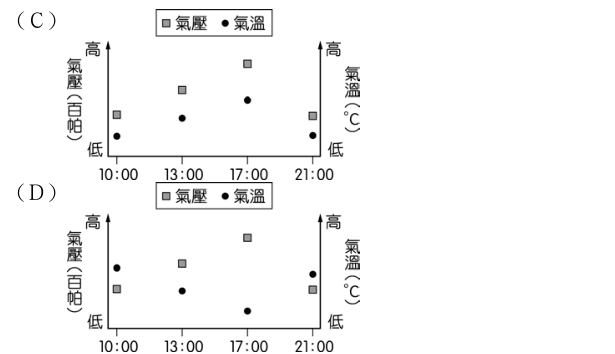 (C)
■ 氣壓 ● 氣溫
高 高
氣壓(百帕)
氣溫(℃)
低 低
10:00 13:00 17:00 21:00
(D)
■ 氣壓 ● 氣溫
高 高
氣壓(百帕)
氣溫(℃)
低 低
10:00 13:00 17:00 21:00